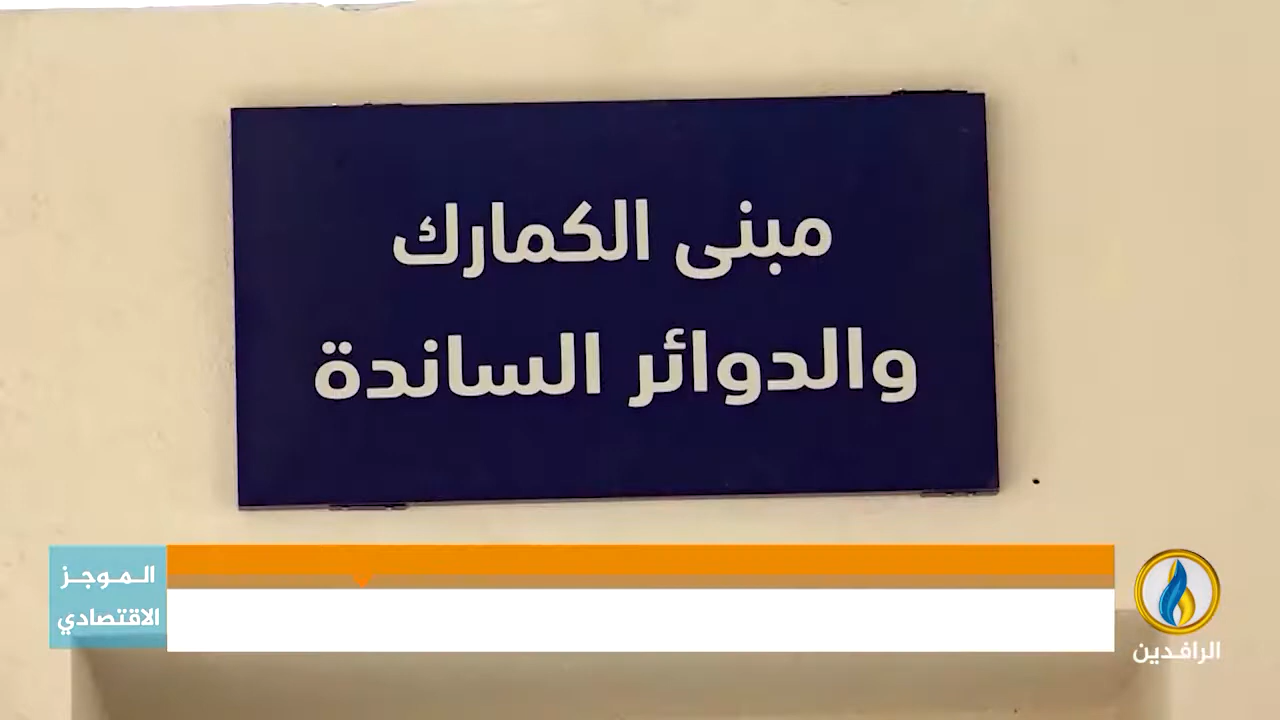 مبنى الكمارك
والدوائر الساندة
الـمـوجـز
الاقتصادي
الرافـدين